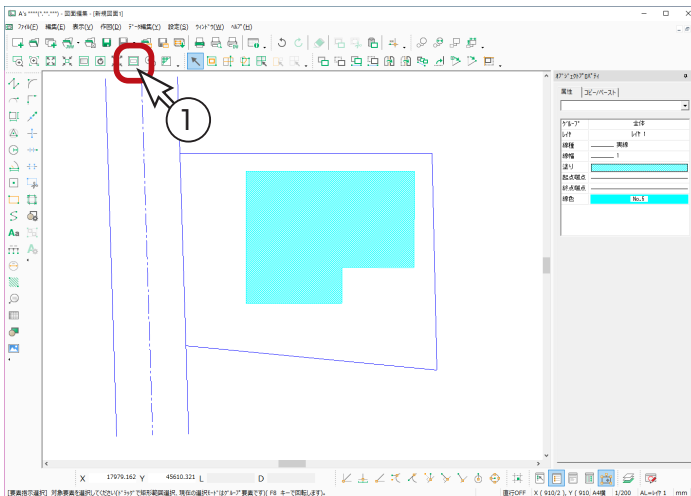 A's ****(*.**.***) - 図面編集 - [新規図面1]
ファイル(F) 編集(E) 表示(V) 作図(D) データ編集(Y) 設定(S) ウィンドウ(W) ヘルプ(H)
1
オブジェクトプロパティ
属性 コピー/ペースト
グループ 全体
レイヤ レイヤ 1
線種 実線
線幅 1
塗り
起点端点
終点端点
線色 No.5
Aa
X 17979.162 Y 45610.321 L D
[要素指示選択] 対象要素を選択してください(ドラッグで矩形範囲選択, 現在の選択モードはグループ要素です)[ F8 キーで回転します]。
直行OFF X ( 910/2 ), Y ( 910, A4横 1/200 AL=レイヤ 1 mm